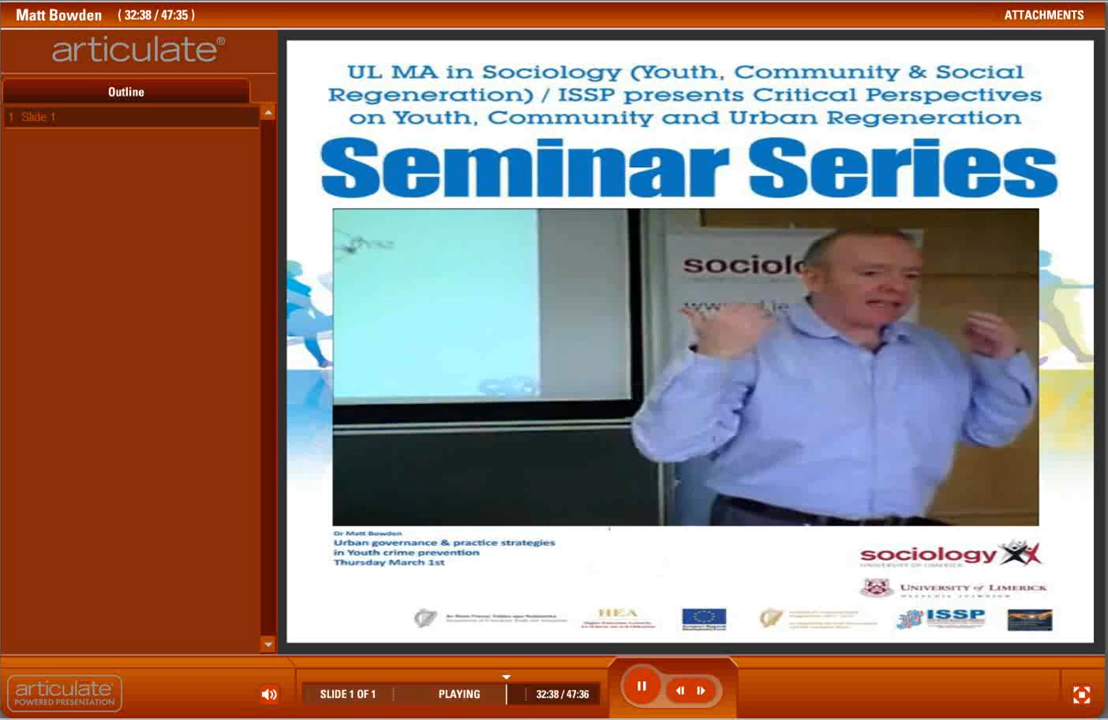 Matt Bowden ( 32:38 / 47:35 )
ATTACHMENTS
articulate®
Outline
1 Slide 1
UL MA in Sociology (Youth, Community & Social
Regeneration) / ISSP presents Critical Perspectives
on Youth, Community and Urban Regeneration
Seminar Series
sociolo
Dr Matt Bowden
Urban governance & practice strategies
in Youth crime prevention
Thursday March 1st
sociology
UNIVERSITY OF LIMERICK
UNIVERSITY of LIMERICK
HEA
ISSP
articulate®
POWERED PRESENTATION
SLIDE 1 OF 1
PLAYING
32:38 / 47:36